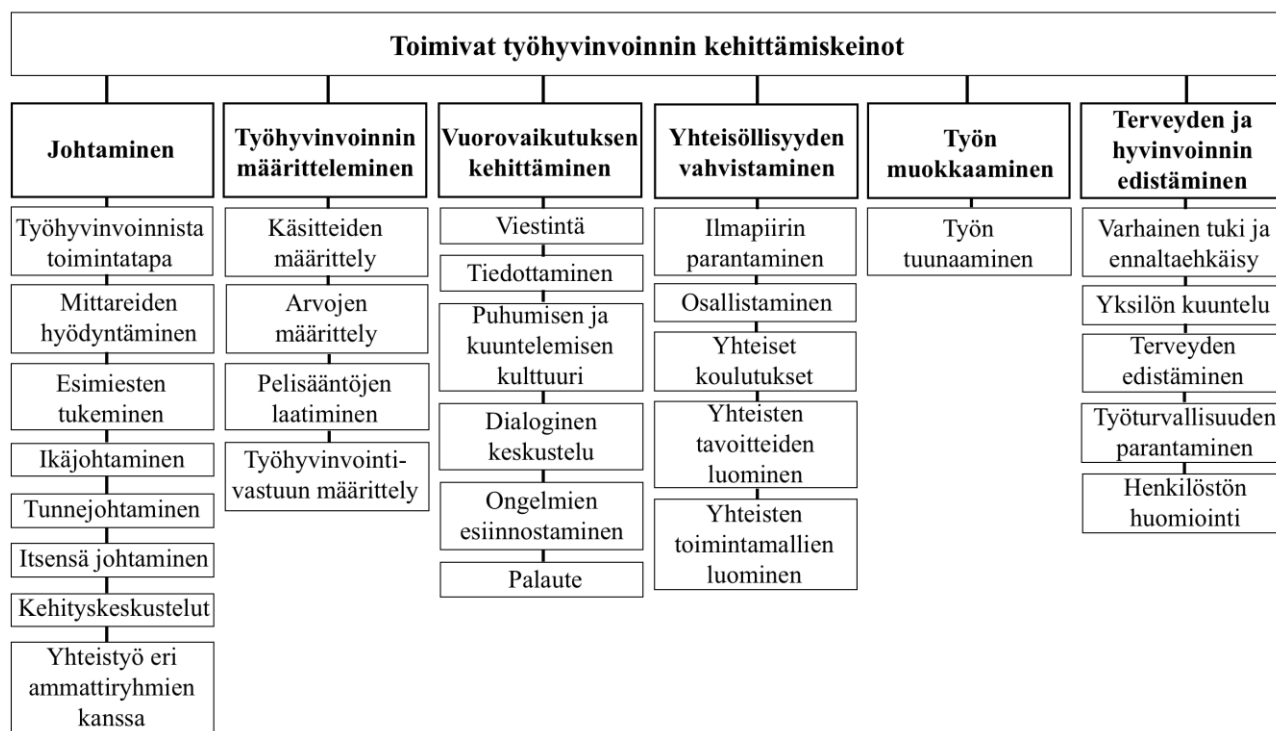 Toimivat työhyvinvoinnin kehittämiskeinot
Johtaminen
Työhyvinvoinnista
toimintatapa
Mittareiden
hyödyntäminen
Esimiesten
tukeminen
Ikäjohtaminen
Tunnejohtaminen
Itsensä johtaminen
Kehityskeskustelut
Yhteistyö eri
ammattiryhmien
kanssa
Työhyvinvoinnin
määritteleminen
Käsitteiden
määrittely
Arvojen
määrittely
Pelisääntöjen
laatiminen
Työhyvinvointi-
vastuun määrittely
Vuorovaikutuksen
kehittäminen
Viestintä
Tiedottaminen
Puhumisen ja
kuuntelemisen
kulttuuri
Dialoginen
keskustelu
Ongelmien
esiinnostaminen
Palaute
Yhteisöllisyyden
vahvistaminen
Ilmapiirin
parantaminen
Osallistaminen
Yhteiset
koulutukset
Yhteisten
tavoitteiden
luominen
Yhteisten
toimintamallien
luominen
Työn
muokkaaminen
Työn
tuunaaminen
Terveyden ja
hyvinvoinnin
edistäminen
Varhainen tuki ja
ennaltaehkäisy
Yksilön kuuntelu
Terveyden
edistäminen
Työturvallisuuden
parantaminen
Henkilöstön
huomiointi